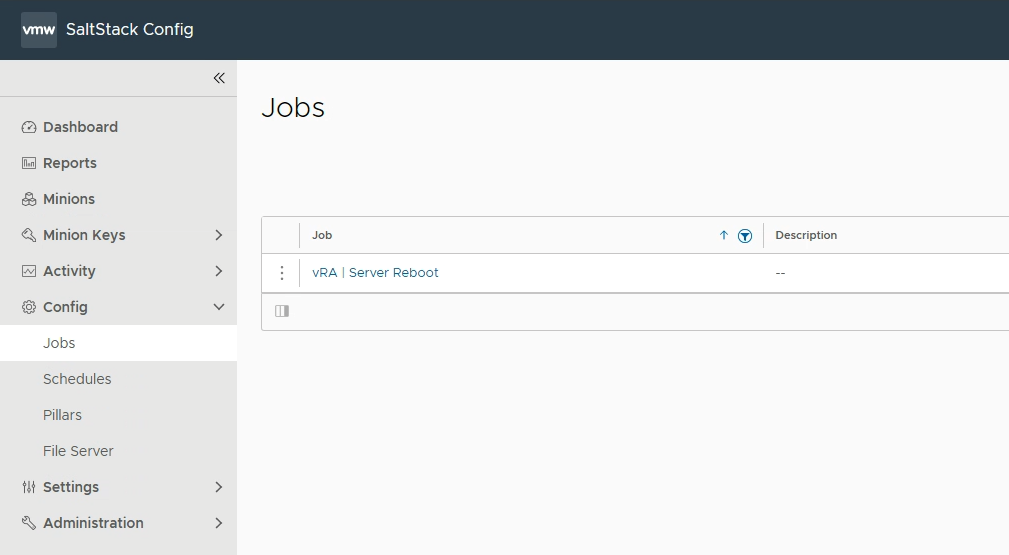 vmw SaltStack Config
Dashboard
Reports
Minions
Minion Keys
Activity
Config
Jobs
Schedules
Pillars
File Server
Settings
Administration
Jobs
Job Description
vRA | Server Reboot --